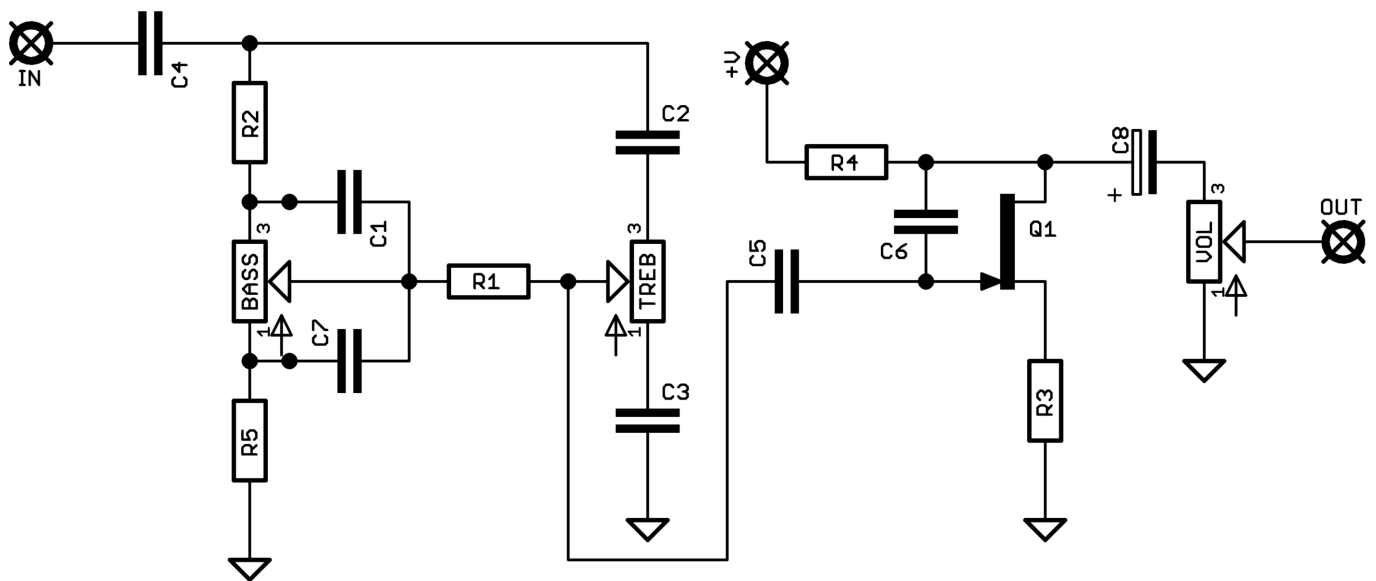 IN
C4
R2
C2
+V
C8
R4
+
3
C1
3
3
Q1
OUT
BASS
R1
TREB
C5
C6
VOL
1
C7
1
1
R5
C3
R3